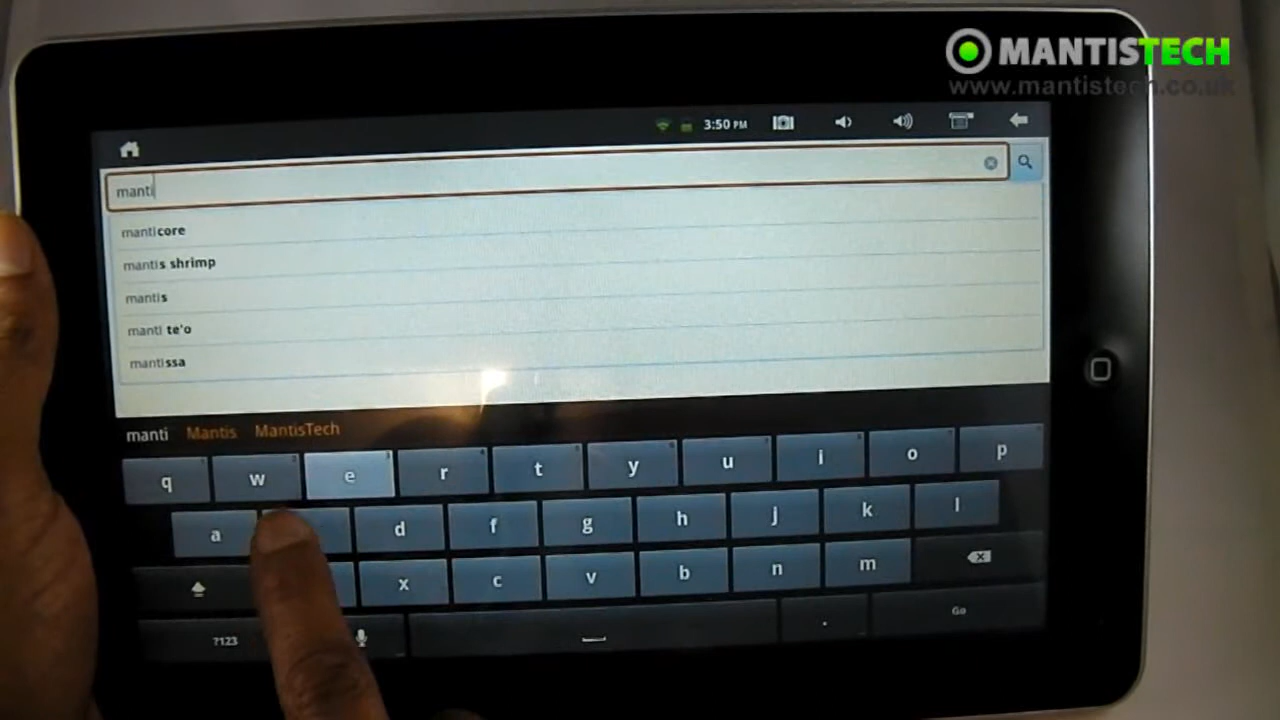 MANTISTECH
www.mantistech.co.uk
3:50 PM
manti
manticore
mantis shrimp
mantis
manti te'o
mantissa
manti Mantis MantisTech
q w e r t y u i o p
a d f g h j k l
x c v b n m
?123 . Go